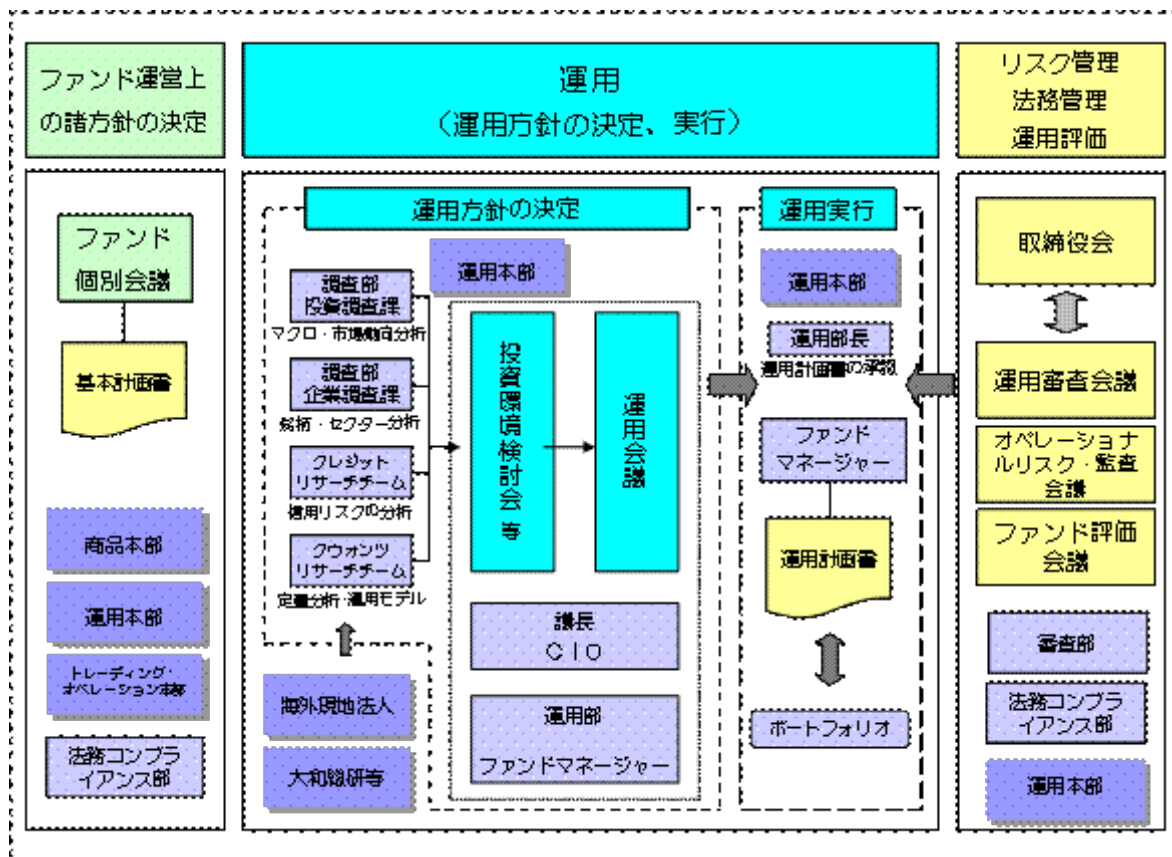 ファンド運営上
の諸方針の決定
運用
(運用方針の決定、実行)
リスク管理
法務管理
運用評価
ファンド
個別会議
基本計画書
商品本部
運用本部
トレーディング・
オペレーション本部
法務コンプラ
イアンス部
運用方針の決定
運用本部
調査部
投資調査課
マクロ・市場動向分析
調査部
企業調査課
銘柄・セクター分析
クレジット
リサーチチーム
信用リスクの分析
クウォンツ
リサーチチーム
定量分析・運用モデル
海外現地法人
大和総研等
投資環境検討会 等
運用会議
議長
CIO
運用部
ファンドマネージャー
運用実行
運用本部
運用部長
運用計画書の承認
ファンド
マネージャー
運用計画書
ポートフォリオ
取締役会
運用審査会議
オペレーショナ
ルリスク・監査
会議
ファンド評価
会議
審査部
法務コンプラ
イアンス部
運用本部